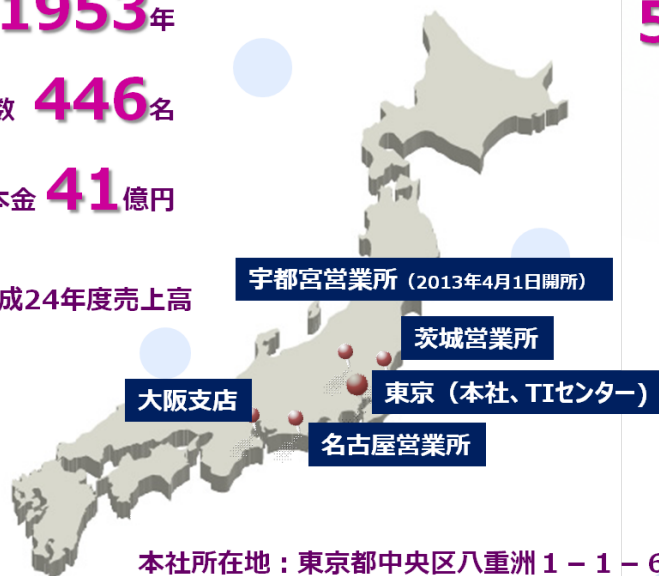 1953年
5
数 446名
本金 41億円
宇都宮営業所（2013年4月1日開所）
成24年度売上高
茨城営業所
東京（本社、TIセンター)
大阪支店
名古屋営業所
本社所在地：東京都中央区八重洲１－１－６